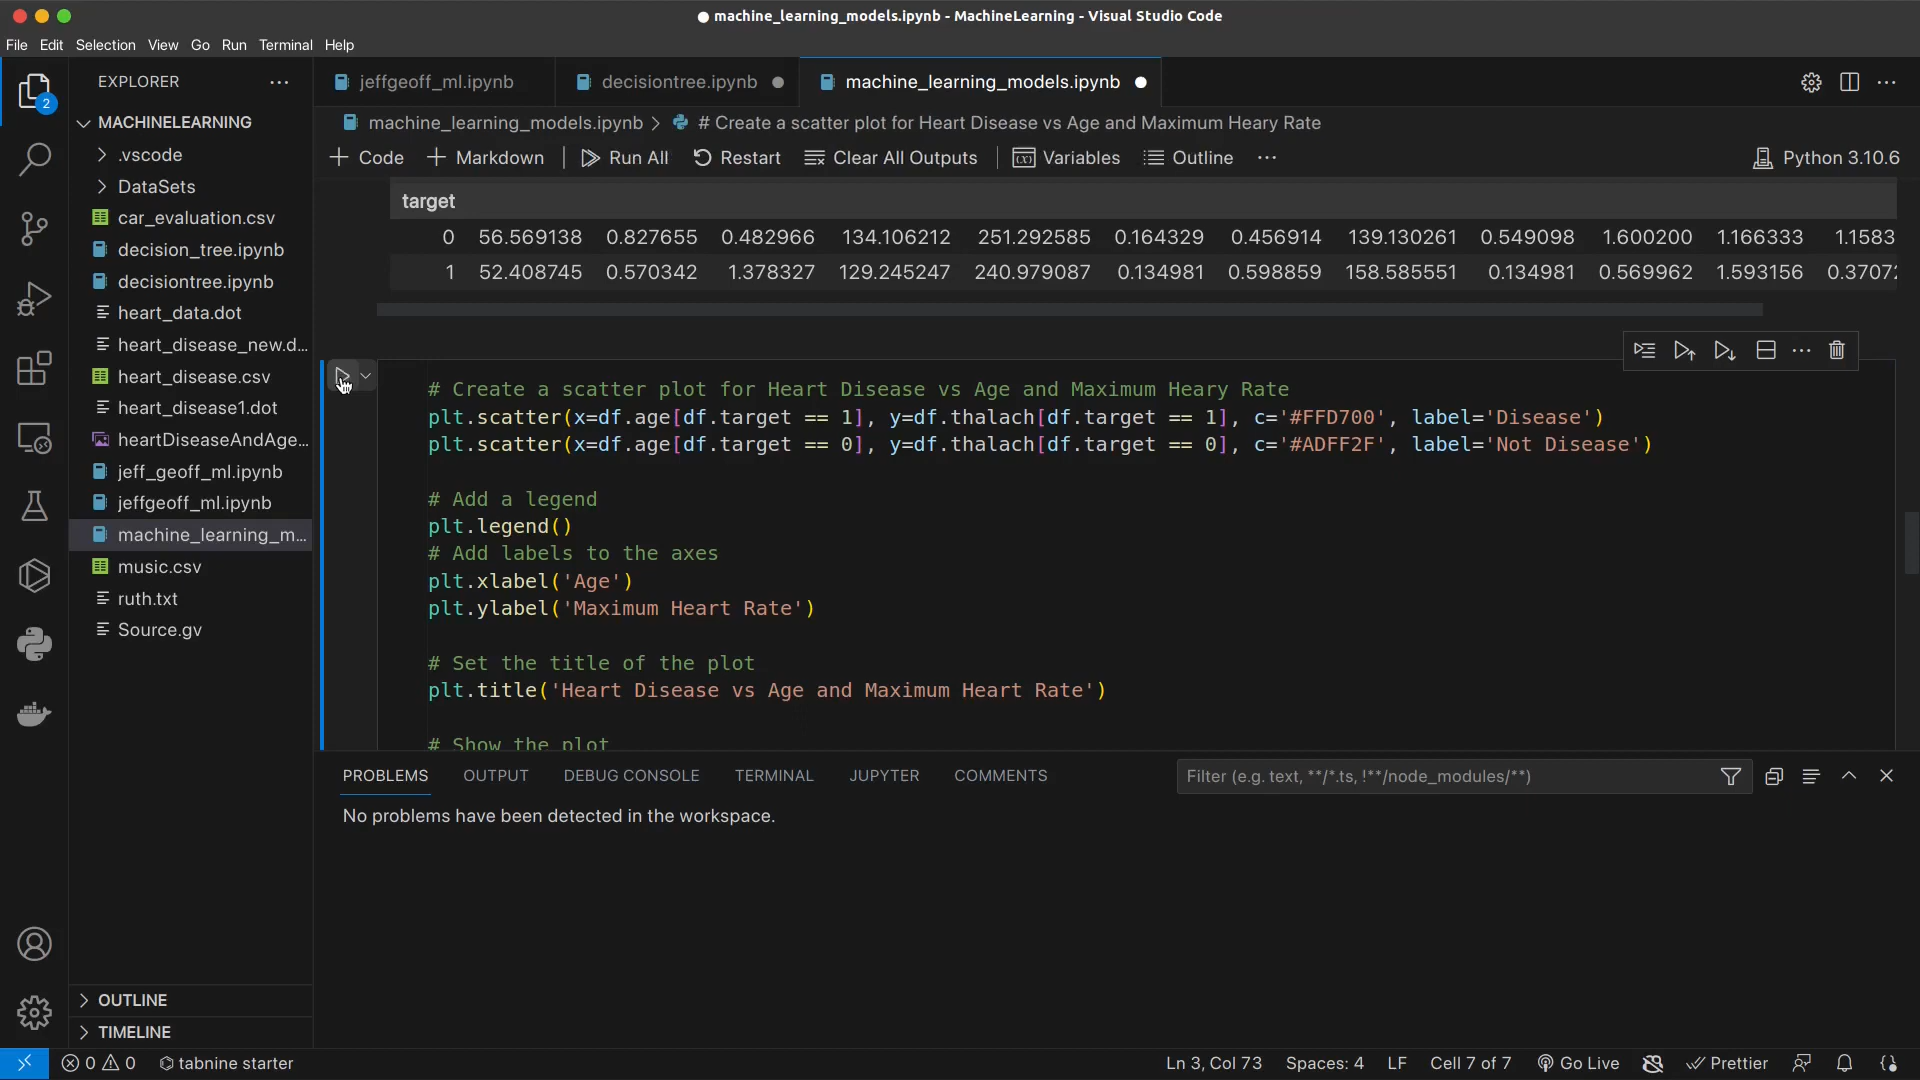 machine_learning_models.ipynb - MachineLearning - Visual Studio Code
File Edit Selection View Go Run Terminal Help
EXPLORER
2
MACHINELEARNING
.vscode
DataSets
car_evaluation.csv
decision_tree.ipynb
decisiontree.ipynb
heart_data.dot
heart_disease_new.d...
heart_disease.csv
heart_disease1.dot
heartDiseaseAndAge...
jeff_geoff_ml.ipynb
jeffgeoff_ml.ipynb
machine_learning_m...
music.csv
ruth.txt
Source.gv
OUTLINE
TIMELINE
jeffgeoff_ml.ipynb decisiontree.ipynb machine_learning_models.ipynb
machine_learning_models.ipynb > # Create a scatter plot for Heart Disease vs Age and Maximum Heary Rate
+ Code + Markdown Run All Restart Clear All Outputs Variables Outline ... Python 3.10.6
target
0 56.569138 0.827655 0.482966 134.106212 251.292585 0.164329 0.456914 139.130261 0.549098 1.600200 1.166333 1.1583
1 52.408745 0.570342 1.378327 129.245247 240.979087 0.134981 0.598859 158.585551 0.134981 0.569962 1.593156 0.37072
# Create a scatter plot for Heart Disease vs Age and Maximum Heary Rate
plt.scatter(x=df.age[df.target == 1], y=df.thalach[df.target == 1], c='#FFD700', label='Disease')
plt.scatter(x=df.age[df.target == 0], y=df.thalach[df.target == 0], c='#ADFF2F', label='Not Disease')
# Add a legend
plt.legend()
# Add labels to the axes
plt.xlabel('Age')
plt.ylabel('Maximum Heart Rate')
# Set the title of the plot
plt.title('Heart Disease vs Age and Maximum Heart Rate')
# Show the plot
PROBLEMS OUTPUT DEBUG CONSOLE TERMINAL JUPYTER COMMENTS
Filter (e.g. text, **/*.ts, !**/node_modules/**)
No problems have been detected in the workspace.
0 0 tabnine starter Ln 3, Col 73 Spaces: 4 LF Cell 7 of 7 Go Live Prettier